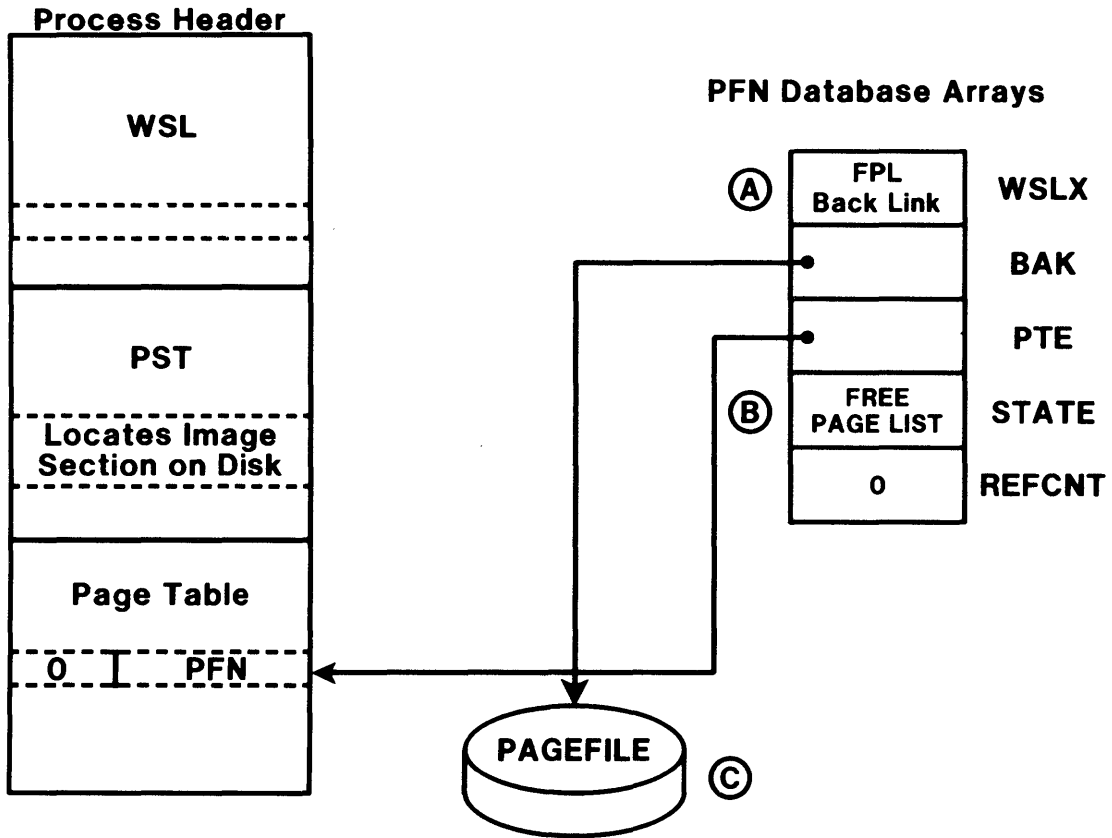 Process Header
WSL
PST
Locates Image
Section on Disk
Page Table
0 PFN
PFN Database Arrays
A
FPL
Back Link
WSLX
BAK
PTE
B
FREE
PAGE LIST
STATE
0
REFCNT
PAGEFILE
C